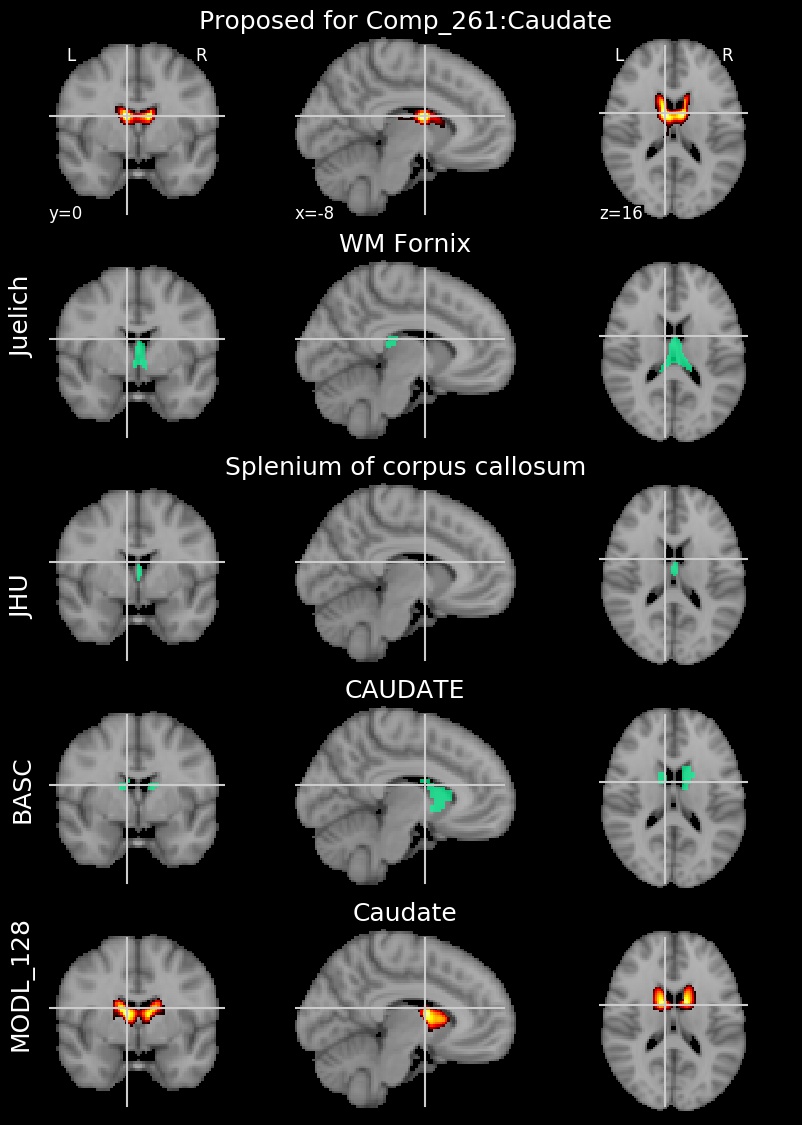 Proposed for Comp_261:Caudate
L R L R
y=0 x=-8 z=16
WM Fornix
Juelich
Splenium of corpus callosum
JHU
CAUDATE
BASC
Caudate
MODL_128